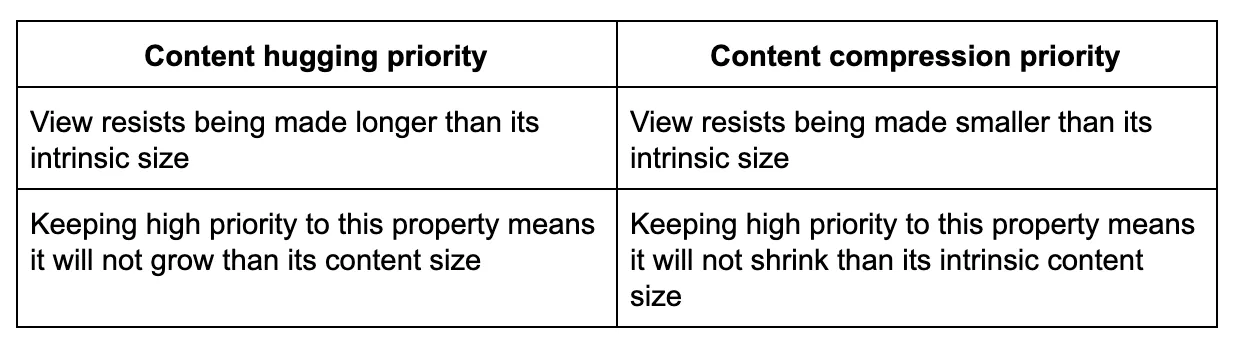 Content hugging priority
Content compression priority
View resists being made longer than its
intrinsic size
View resists being made smaller than its
intrinsic size
Keeping high priority to this property means
it will not grow than its content size
Keeping high priority to this property means
it will not shrink than its intrinsic content
size